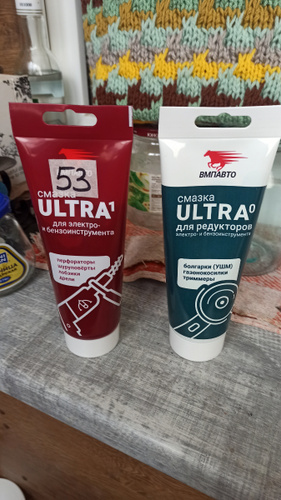 53
смазка
ULTRA¹
для электро-
и бензоинструмента
перфораторы
шуруповёрты
лобзики
дрели
ВМПАВТО
смазка
ULTRA⁰
для редукторов
электро- и бензоинструмента
болгарки (УШМ)
газонокосилки
триммеры